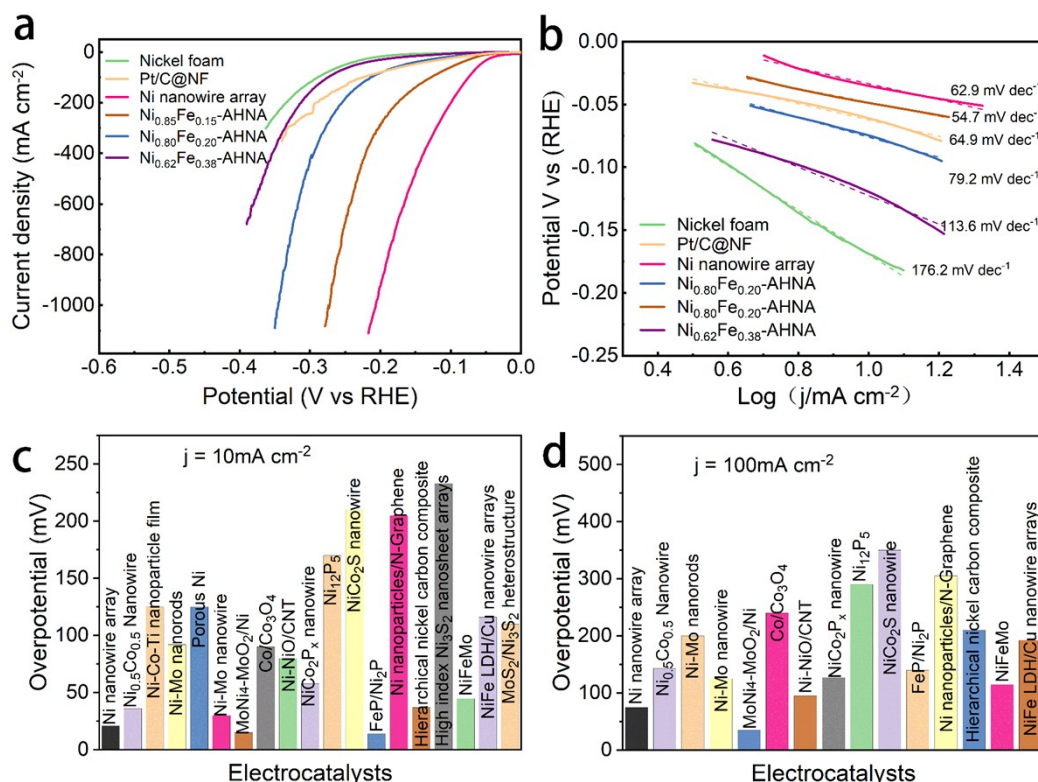 a
Current density (mA cm⁻²)
0
-200
-400
-600
-800
-1000
Nickel foam
Pt/C@NF
Ni nanowire array
Ni₀.₈₅Fe₀.₁₅-AHNA
Ni₀.₈₀Fe₀.₂₀-AHNA
Ni₀.₆₂Fe₀.₃₈-AHNA
-0.6 -0.5 -0.4 -0.3 -0.2 -0.1 0.0
Potential (V vs RHE)
b
Potential V vs (RHE)
0.00
-0.05
-0.10
-0.15
-0.20
-0.25
62.9 mV dec⁻¹
54.7 mV dec⁻¹
64.9 mV dec⁻¹
79.2 mV dec⁻¹
113.6 mV dec⁻¹
176.2 mV dec⁻¹
Nickel foam
Pt/C@NF
Ni nanowire array
Ni₀.₈₀Fe₀.₂₀-AHNA
Ni₀.₈₀Fe₀.₂₀-AHNA
Ni₀.₆₂Fe₀.₃₈-AHNA
0.4 0.6 0.8 1.0 1.2 1.4
Log（j/mA cm⁻²）
c
j = 10mA cm⁻²
Overpotential (mV)
250
200
150
100
50
0
Ni nanowire array
Ni₀.₅Co₀.₅ Nanowire
Ni-Co-Ti nanoparticle film
Ni-Mo nanorods
Porous Ni
Ni-Mo nanowire
MoNi₄-MoO₂/Ni
Co/Co₃O₄
Ni-NiO/CNT
NiCo₂Pₓ nanowire
Ni₁₂P₅
NiCo₂S nanowire
FeP/Ni₂P
Ni nanoparticles/N-Graphene
Hierarchical nickel carbon composite
High index Ni₃S₂ nanosheet arrays
NiFeMo
NiFe LDH/Cu nanowire arrays
MoS₂/Ni₃S₂ heterostructure
Electrocatalysts
d
j = 100mA cm⁻²
Overpotential (mV)
500
400
300
200
100
0
Ni nanowire array
Ni₀.₅Co₀.₅ Nanowire
Ni-Mo nanorods
Ni-Mo nanowire
MoNi₄-MoO₂/Ni
Co/Co₃O₄
Ni-NiO/CNT
NiCo₂Pₓ nanowire
Ni₁₂P₅
NiCo₂S nanowire
FeP/Ni₂P
Ni nanoparticles/N-Graphene
Hierarchical nickel carbon composite
NiFeMo
NiFe LDH/Cu nanowire arrays
Electrocatalysts